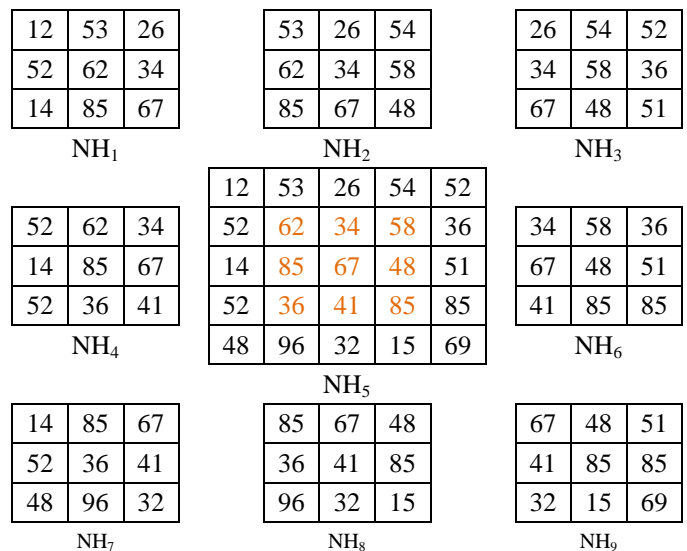 12 53 26
52 62 34
14 85 67
NH1
53 26 54
62 34 58
85 67 48
NH2
26 54 52
34 58 36
67 48 51
NH3
52 62 34
14 85 67
52 36 41
NH4
12 53 26 54 52
52 62 34 58 36
14 85 67 48 51
52 36 41 85 85
48 96 32 15 69
NH5
34 58 36
67 48 51
41 85 85
NH6
14 85 67
52 36 41
48 96 32
NH7
85 67 48
36 41 85
96 32 15
NH8
67 48 51
41 85 85
32 15 69
NH9